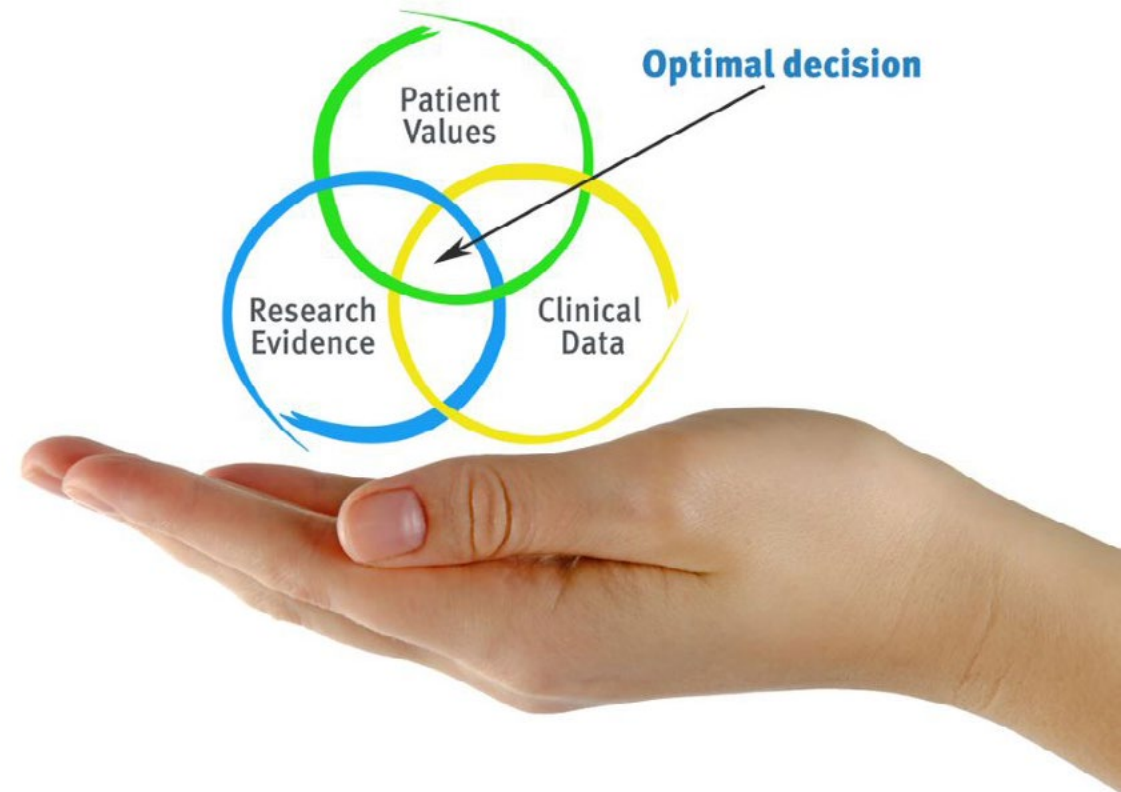 Optimal decision
Patient
Values
Research
Evidence
Clinical
Data